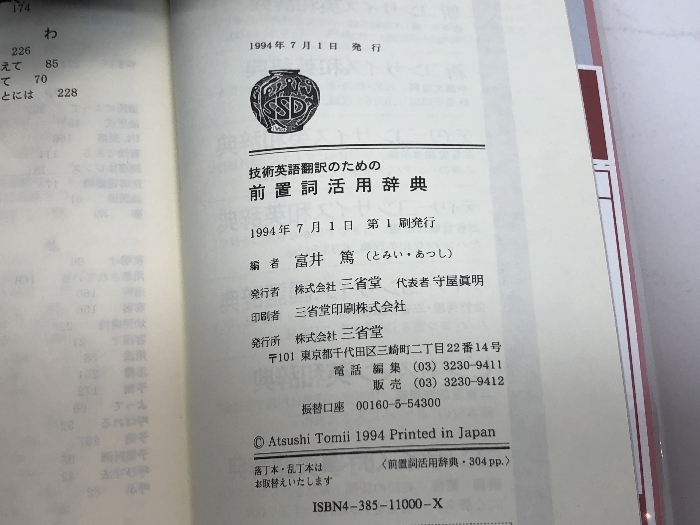 174
わ
226
えて 85
て 70
とには 228
1994年7月1日 発行
SSD
技術英語翻訳のための
前置詞活用辞典
1994年7月1日 第1刷発行
編者 富井 篤 (とみい・あつし)
発行者 株式会社 三省堂 代表者 守屋眞明
印刷者 三省堂印刷株式会社
発行所 株式会社 三省堂
〒101 東京都千代田区三崎町二丁目22番14号
電話 編集 (03) 3230-9411
販売 (03) 3230-9412
振替口座 00160-5-54300
© Atsushi Tomii 1994 Printed in Japan
落丁本・乱丁本は
お取替えいたします
〈前置詞活用辞典・304pp.〉
ISBN4-385-11000-X